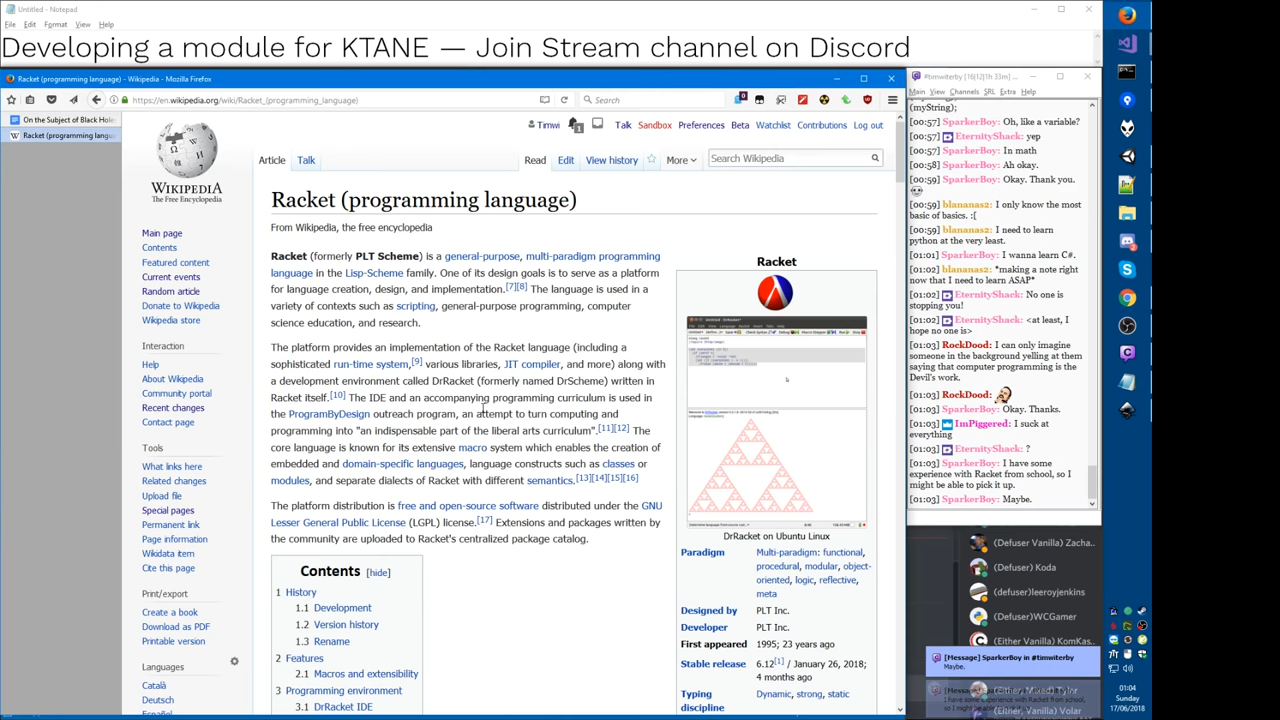 Untitled - Notepad
File Edit Format View Help
Developing a module for KTANE — Join Stream channel on Discord
Racket (programming language) - Wikipedia - Mozilla Firefox
https://en.wikipedia.org/wiki/Racket_(programming_language)
Search
On the Subject of Black Hole
Racket (programming langu
Timwi
1
Talk Sandbox Preferences Beta Watchlist Contributions Log out
WIKIPEDIA
The Free Encyclopedia
Article Talk
Read Edit View history More
Search Wikipedia
Main page
Contents
Featured content
Current events
Random article
Donate to Wikipedia
Wikipedia store
Interaction
Help
About Wikipedia
Community portal
Recent changes
Contact page
Tools
What links here
Related changes
Upload file
Special pages
Permanent link
Page information
Wikidata item
Cite this page
Print/export
Create a book
Download as PDF
Printable version
Languages
Català
Deutsch
Español
Racket (programming language)
From Wikipedia, the free encyclopedia
Racket (formerly PLT Scheme) is a general-purpose, multi-paradigm programming
language in the Lisp-Scheme family. One of its design goals is to serve as a platform
for language creation, design, and implementation.[7][8] The language is used in a
variety of contexts such as scripting, general-purpose programming, computer
science education, and research.
The platform provides an implementation of the Racket language (including a
sophisticated run-time system,[9] various libraries, JIT compiler, and more) along with
a development environment called DrRacket (formerly named DrScheme) written in
Racket itself.[10] The IDE and an accompanying programming curriculum is used in
the ProgramByDesign outreach program, an attempt to turn computing and
programming into "an indispensable part of the liberal arts curriculum".[11][12] The
core language is known for its extensive macro system which enables the creation of
embedded and domain-specific languages, language constructs such as classes or
modules, and separate dialects of Racket with different semantics.[13][14][15][16]
The platform distribution is free and open-source software distributed under the GNU
Lesser General Public License (LGPL) license.[17] Extensions and packages written by
the community are uploaded to Racket's centralized package catalog.
Contents [hide]
1 History
1.1 Development
1.2 Version history
1.3 Rename
2 Features
2.1 Macros and extensibility
3 Programming environment
3.1 DrRacket IDE
Racket
DrRacket on Ubuntu Linux
Paradigm Multi-paradigm: functional,
procedural, modular, object-
oriented, logic, reflective,
meta
Designed by PLT Inc.
Developer PLT Inc.
First appeared 1995; 23 years ago
Stable release 6.12[1] / January 26, 2018;
4 months ago
Typing Dynamic, strong, static
discipline
#timwiterby [16|12|1h 33m] ...
Main View Channels SRL Extra Help
(myString);
[00:57] SparkerBoy: Oh, like a variable?
[00:57] EternityShack: yep
[00:57] SparkerBoy: In math
[00:58] SparkerBoy: Ah okay.
[00:59] SparkerBoy: Okay. Thank you.
[00:59] blananas2: I only know the most
basic of basics. :[
[00:59] blananas2: I need to learn
python at the very least.
[01:01] SparkerBoy: I wanna learn C#.
[01:02] blananas2: *making a note right
now that I need to learn ASAP*
[01:02] EternityShack: No one is
stopping you!
[01:02] EternityShack: <at least, I
hope no one is>
[01:03] RockDood: I can only imagine
someone in the background yelling at them
saying that computer programming is the
Devil's work.
[01:03] RockDood:
[01:03] SparkerBoy: Okay. Thanks.
[01:03] ImPiggered: I suck at
everything
[01:03] EternityShack: ?
[01:03] SparkerBoy: I have some
experience with Racket from school, so I
might be able to pick it up.
[01:03] SparkerBoy: Maybe.
(Defuser Vanilla) Zacha...
(Defuser) Koda
(defuser)leeroyjenkins
(Defuser)WCGamer
(Either Vanilla) KomKas...
[Message] SparkerBoy in #timwiterby
Maybe.
(Either, Mixed) Tylor
(Either, Vanilla) Volar
01:04
Sunday
17/06/2018